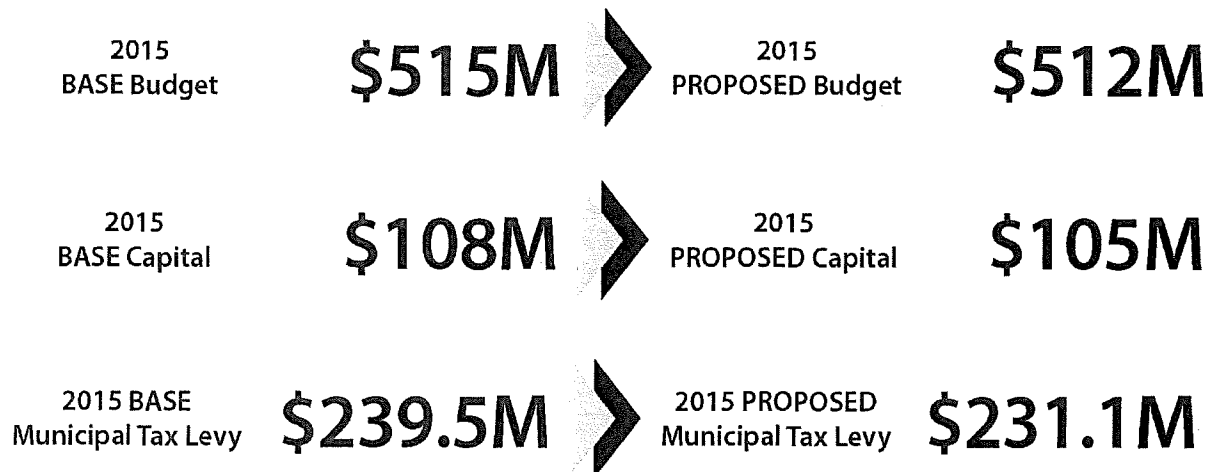 2015
BASE Budget
$515M
2015
PROPOSED Budget
$512M
2015
BASE Capital
$108M
2015
PROPOSED Capital
$105M
2015 BASE
Municipal Tax Levy
$239.5M
2015 PROPOSED
Municipal Tax Levy
$231.1M